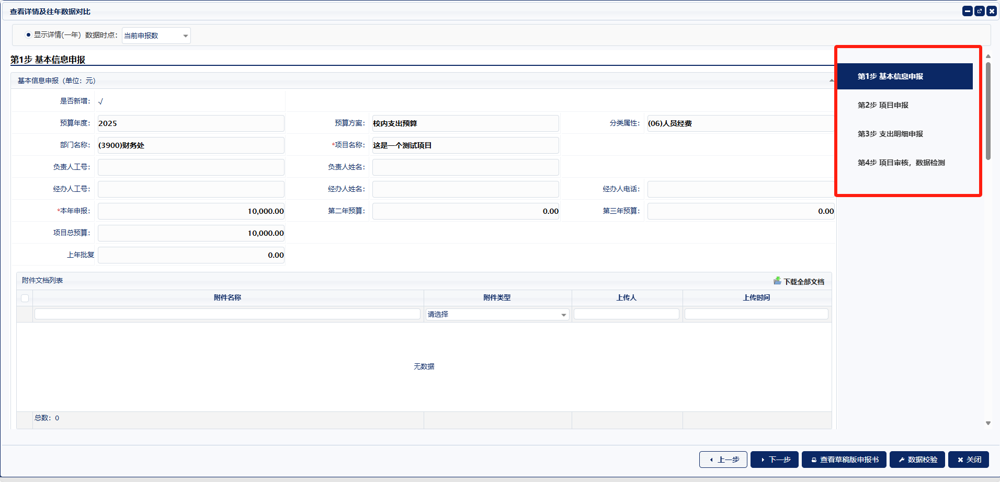 查看详情及往年数据对比
显示详情(一年) 数据时点： 当前申报数
第1步 基本信息申报
基本信息申报（单位：元）
是否新增： √
预算年度： 2025 预算方案： 校内支出预算 分类属性： (06)人员经费
部门名称： (3900)财务处 *项目名称： 这是一个测试项目
负责人工号： 负责人姓名：
经办人工号： 经办人姓名： 经办人电话：
*本年申报： 10,000.00 第二年预算： 0.00 第三年预算： 0.00
项目总预算： 10,000.00
上年批复 0.00
附件文档列表 下载全部文档
附件名称 附件类型 上传人 上传时间
请选择
无数据
总数：0
第1步 基本信息申报
第2步 项目申报
第3步 支出明细申报
第4步 项目审核，数据检测
上一步 下一步 查看草稿版申报书 数据校验 关闭